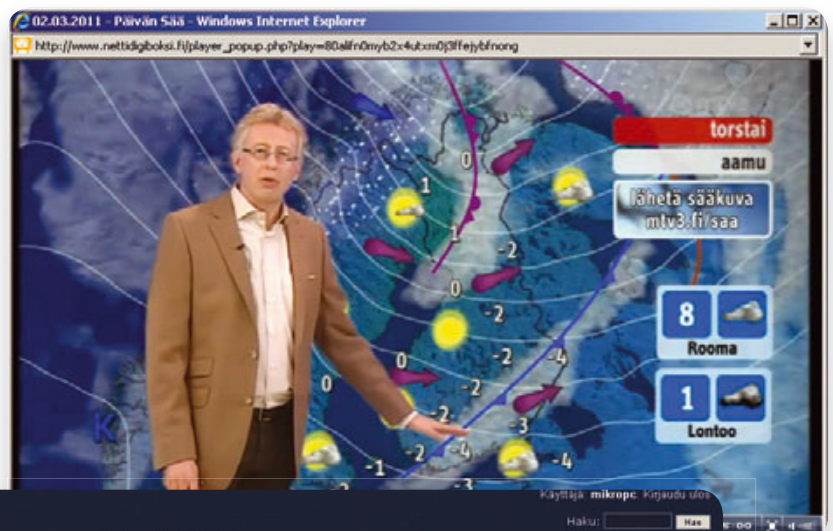 02.03.2011 - Päivän Sää - Windows Internet Explorer
http://www.nettidigiboksi.fi/player_popup.php?play=80alifn0myb2x4utxm0j3ffejybfnong
torstai
aamu
lähetä sääkuva
mtv3.fi/saa
0
1
1
-2
0
-2
8
Rooma
-2
-4
0
0
-2
1
Lontoo
-2
-3
K
-2
-4
-4
-1
Käyttäjä: mikropc. Kirjaudu ulos
Haku:
Hae